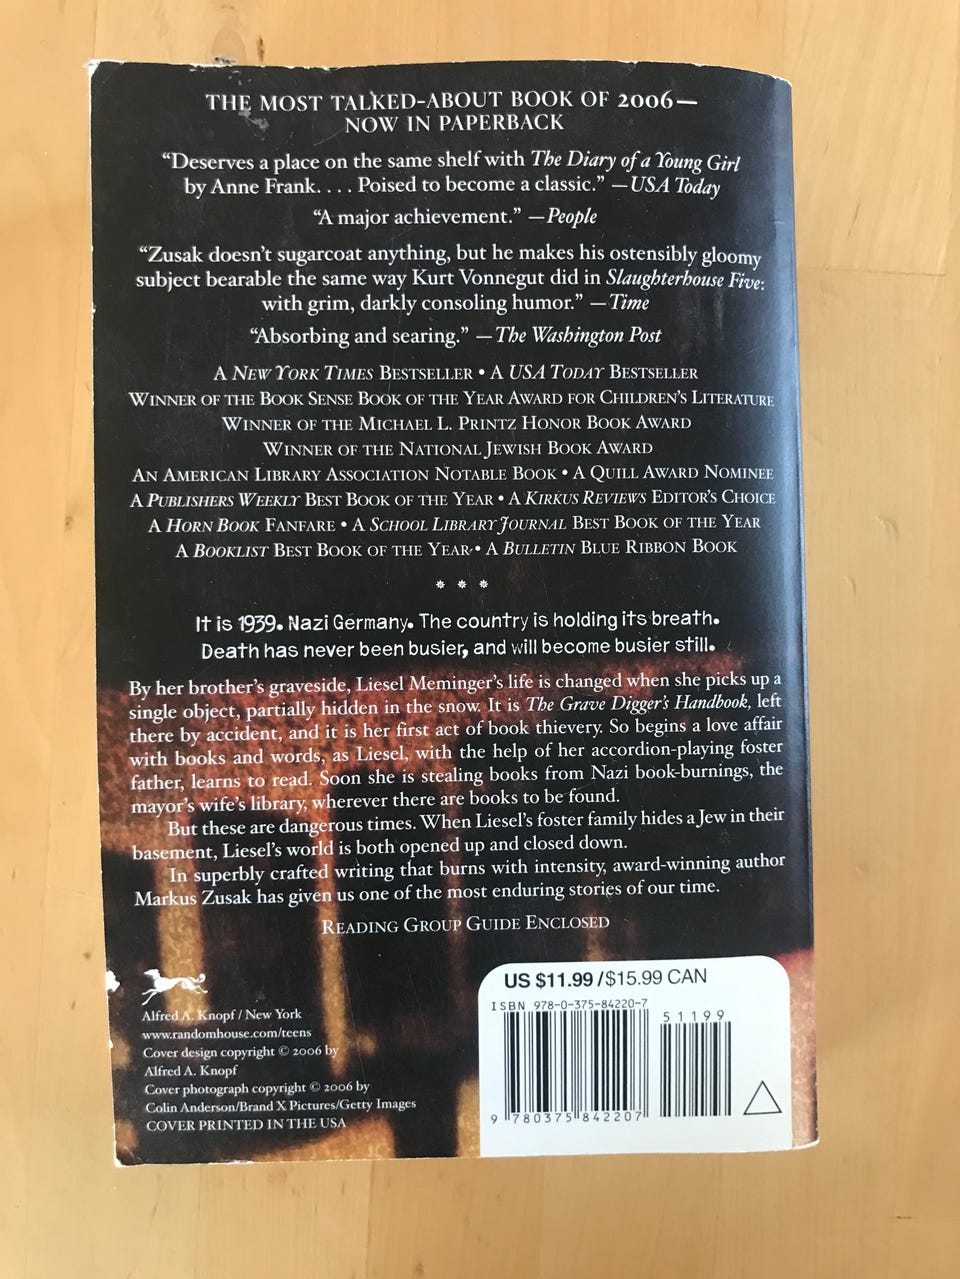 THE MOST TALKED-ABOUT BOOK OF 2006—
NOW IN PAPERBACK
“Deserves a place on the same shelf with The Diary of a Young Girl
by Anne Frank. . . . Poised to become a classic.” —USA Today
“A major achievement.” —People
“Zusak doesn’t sugarcoat anything, but he makes his ostensibly gloomy
subject bearable the same way Kurt Vonnegut did in Slaughterhouse Five:
with grim, darkly consoling humor.” —Time
“Absorbing and searing.” —The Washington Post
A NEW YORK TIMES BESTSELLER • A USA TODAY BESTSELLER
WINNER OF THE BOOK SENSE BOOK OF THE YEAR AWARD FOR CHILDREN’S LITERATURE
WINNER OF THE MICHAEL L. PRINTZ HONOR BOOK AWARD
WINNER OF THE NATIONAL JEWISH BOOK AWARD
AN AMERICAN LIBRARY ASSOCIATION NOTABLE BOOK • A QUILL AWARD NOMINEE
A PUBLISHERS WEEKLY BEST BOOK OF THE YEAR • A KIRKUS REVIEWS EDITOR’S CHOICE
A HORN BOOK FANFARE • A SCHOOL LIBRARY JOURNAL BEST BOOK OF THE YEAR
A BOOKLIST BEST BOOK OF THE YEAR • A BULLETIN BLUE RIBBON BOOK
* * *
It is 1939. Nazi Germany. The country is holding its breath.
Death has never been busier, and will become busier still.
By her brother’s graveside, Liesel Meminger’s life is changed when she picks up a
single object, partially hidden in the snow. It is The Grave Digger’s Handbook, left
there by accident, and it is her first act of book thievery. So begins a love affair
with books and words, as Liesel, with the help of her accordion-playing foster
father, learns to read. Soon she is stealing books from Nazi book-burnings, the
mayor’s wife’s library, wherever there are books to be found.
But these are dangerous times. When Liesel’s foster family hides a Jew in their
basement, Liesel’s world is both opened up and closed down.
In superbly crafted writing that burns with intensity, award-winning author
Markus Zusak has given us one of the most enduring stories of our time.
READING GROUP GUIDE ENCLOSED
US $11.99/$15.99 CAN
ISBN 978-0-375-84220-7
51199
9 780375 842207
Alfred A. Knopf / New York
www.randomhouse.com/teens
Cover design copyright © 2006 by
Alfred A. Knopf
Cover photograph copyright © 2006 by
Colin Anderson/Brand X Pictures/Getty Images
COVER PRINTED IN THE USA